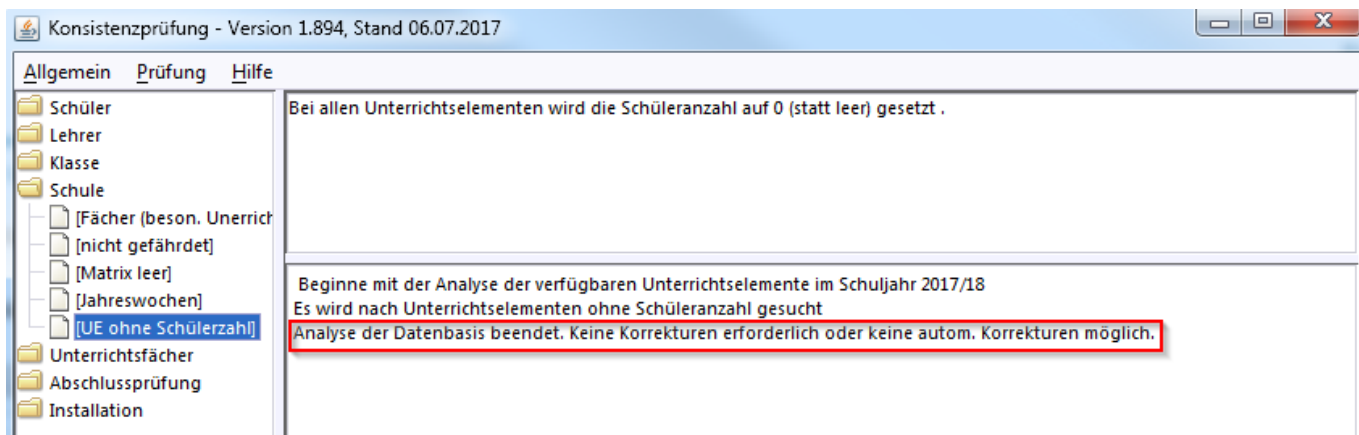 Konsistenzprüfung - Version 1.894, Stand 06.07.2017
Allgemein Prüfung Hilfe
Schüler
Lehrer
Klasse
Schule
[Fächer (beson. Unerrich
[nicht gefährdet]
[Matrix leer]
[Jahreswochen]
[UE ohne Schülerzahl]
Unterrichtsfächer
Abschlussprüfung
Installation
Bei allen Unterrichtselementen wird die Schüleranzahl auf 0 (statt leer) gesetzt .
Beginne mit der Analyse der verfügbaren Unterrichtselemente im Schuljahr 2017/18
Es wird nach Unterrichtselementen ohne Schüleranzahl gesucht
Analyse der Datenbasis beendet. Keine Korrekturen erforderlich oder keine autom. Korrekturen möglich.